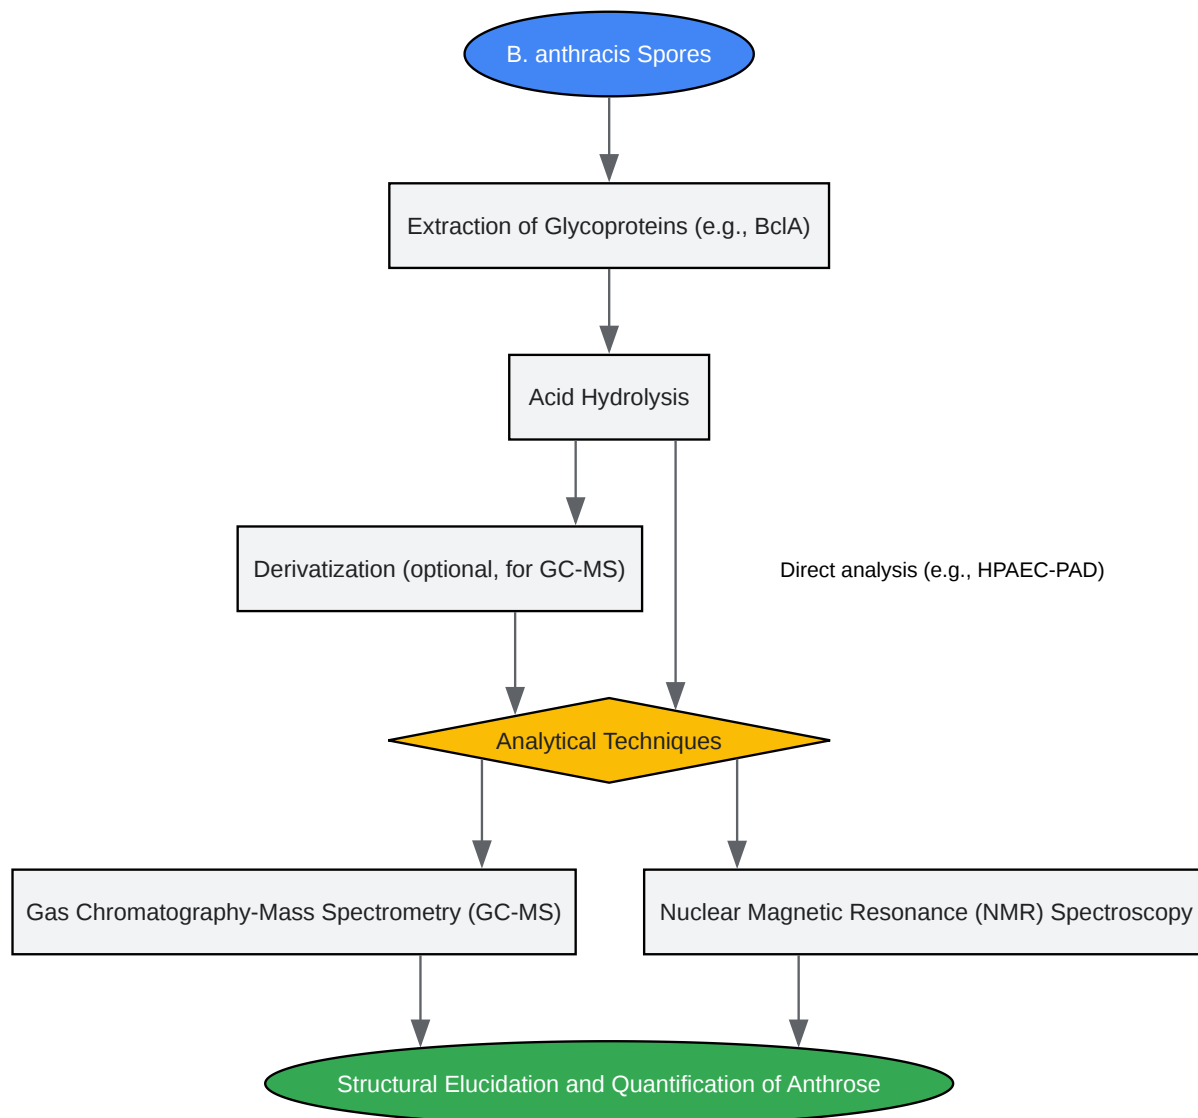 B. anthracis Spores
Extraction of Glycoproteins (e.g., BclA)
Acid Hydrolysis
Derivatization (optional, for GC-MS)
Direct analysis (e.g., HPAEC-PAD)
Analytical Techniques
Gas Chromatography-Mass Spectrometry (GC-MS)
Nuclear Magnetic Resonance (NMR) Spectroscopy
Structural Elucidation and Quantification of Anthrose